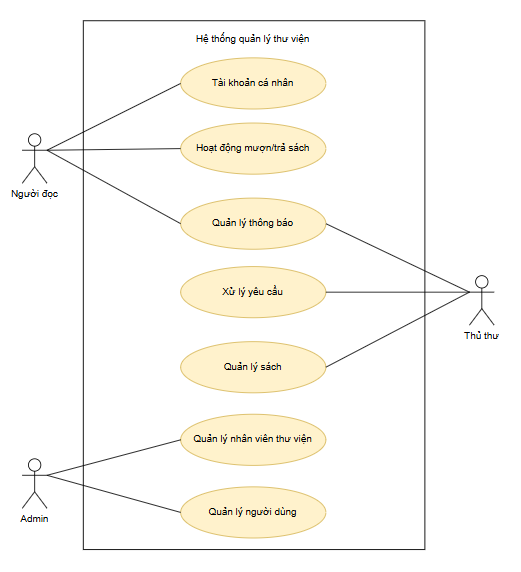 Hệ thống quản lý thư viện
Tài khoản cá nhân
Hoạt động mượn/trả sách
Người đọc
Quản lý thông báo
Xử lý yêu cầu
Thủ thư
Quản lý sách
Quản lý nhân viên thư viện
Admin
Quản lý người dùng